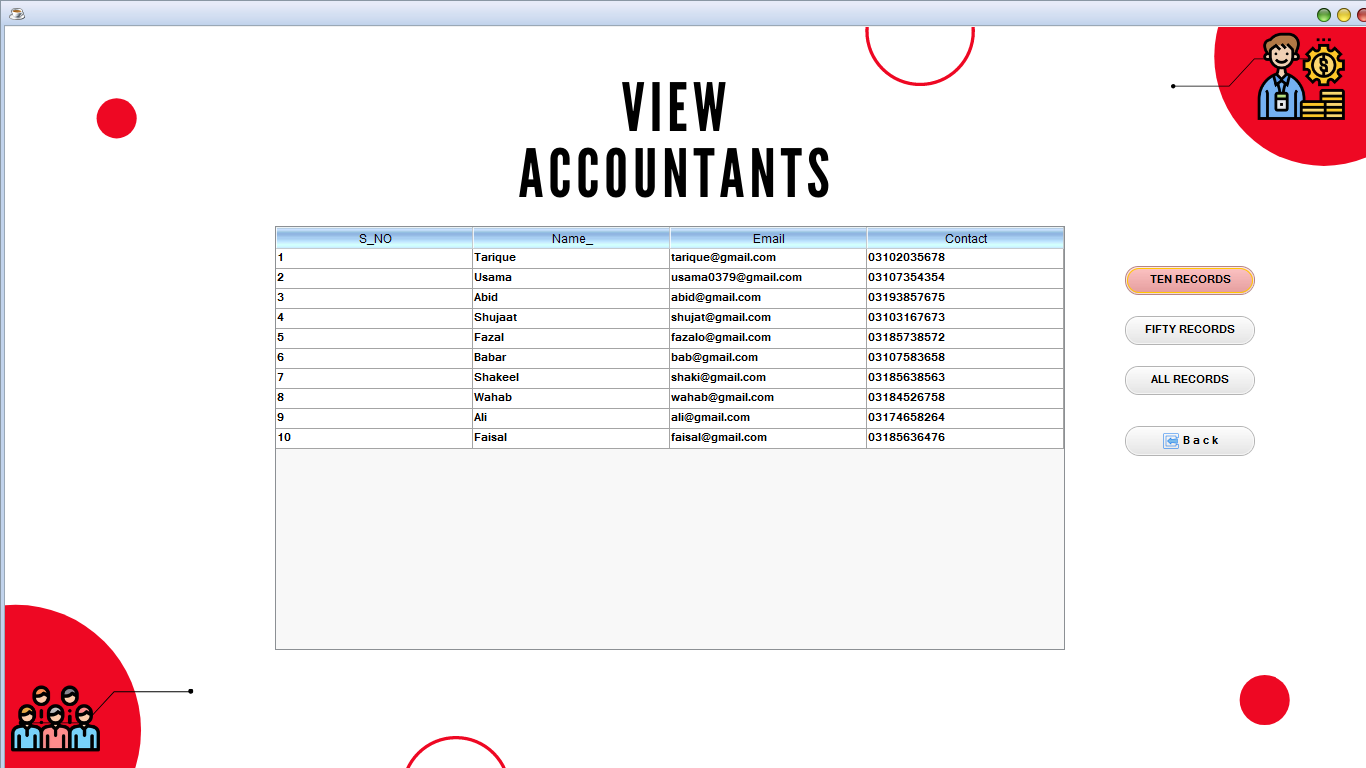 VIEW
ACCOUNTANTS
S_NO Name_ Email Contact
1 Tarique tarique@gmail.com 03102035678
2 Usama usama0379@gmail.com 03107354354
3 Abid abid@gmail.com 03193857675
4 Shujaat shujat@gmail.com 03103167673
5 Fazal fazalo@gmail.com 03185738572
6 Babar bab@gmail.com 03107583658
7 Shakeel shaki@gmail.com 03185638563
8 Wahab wahab@gmail.com 03184526758
9 Ali ali@gmail.com 03174658264
10 Faisal faisal@gmail.com 03185636476
TEN RECORDS
FIFTY RECORDS
ALL RECORDS
B a c k